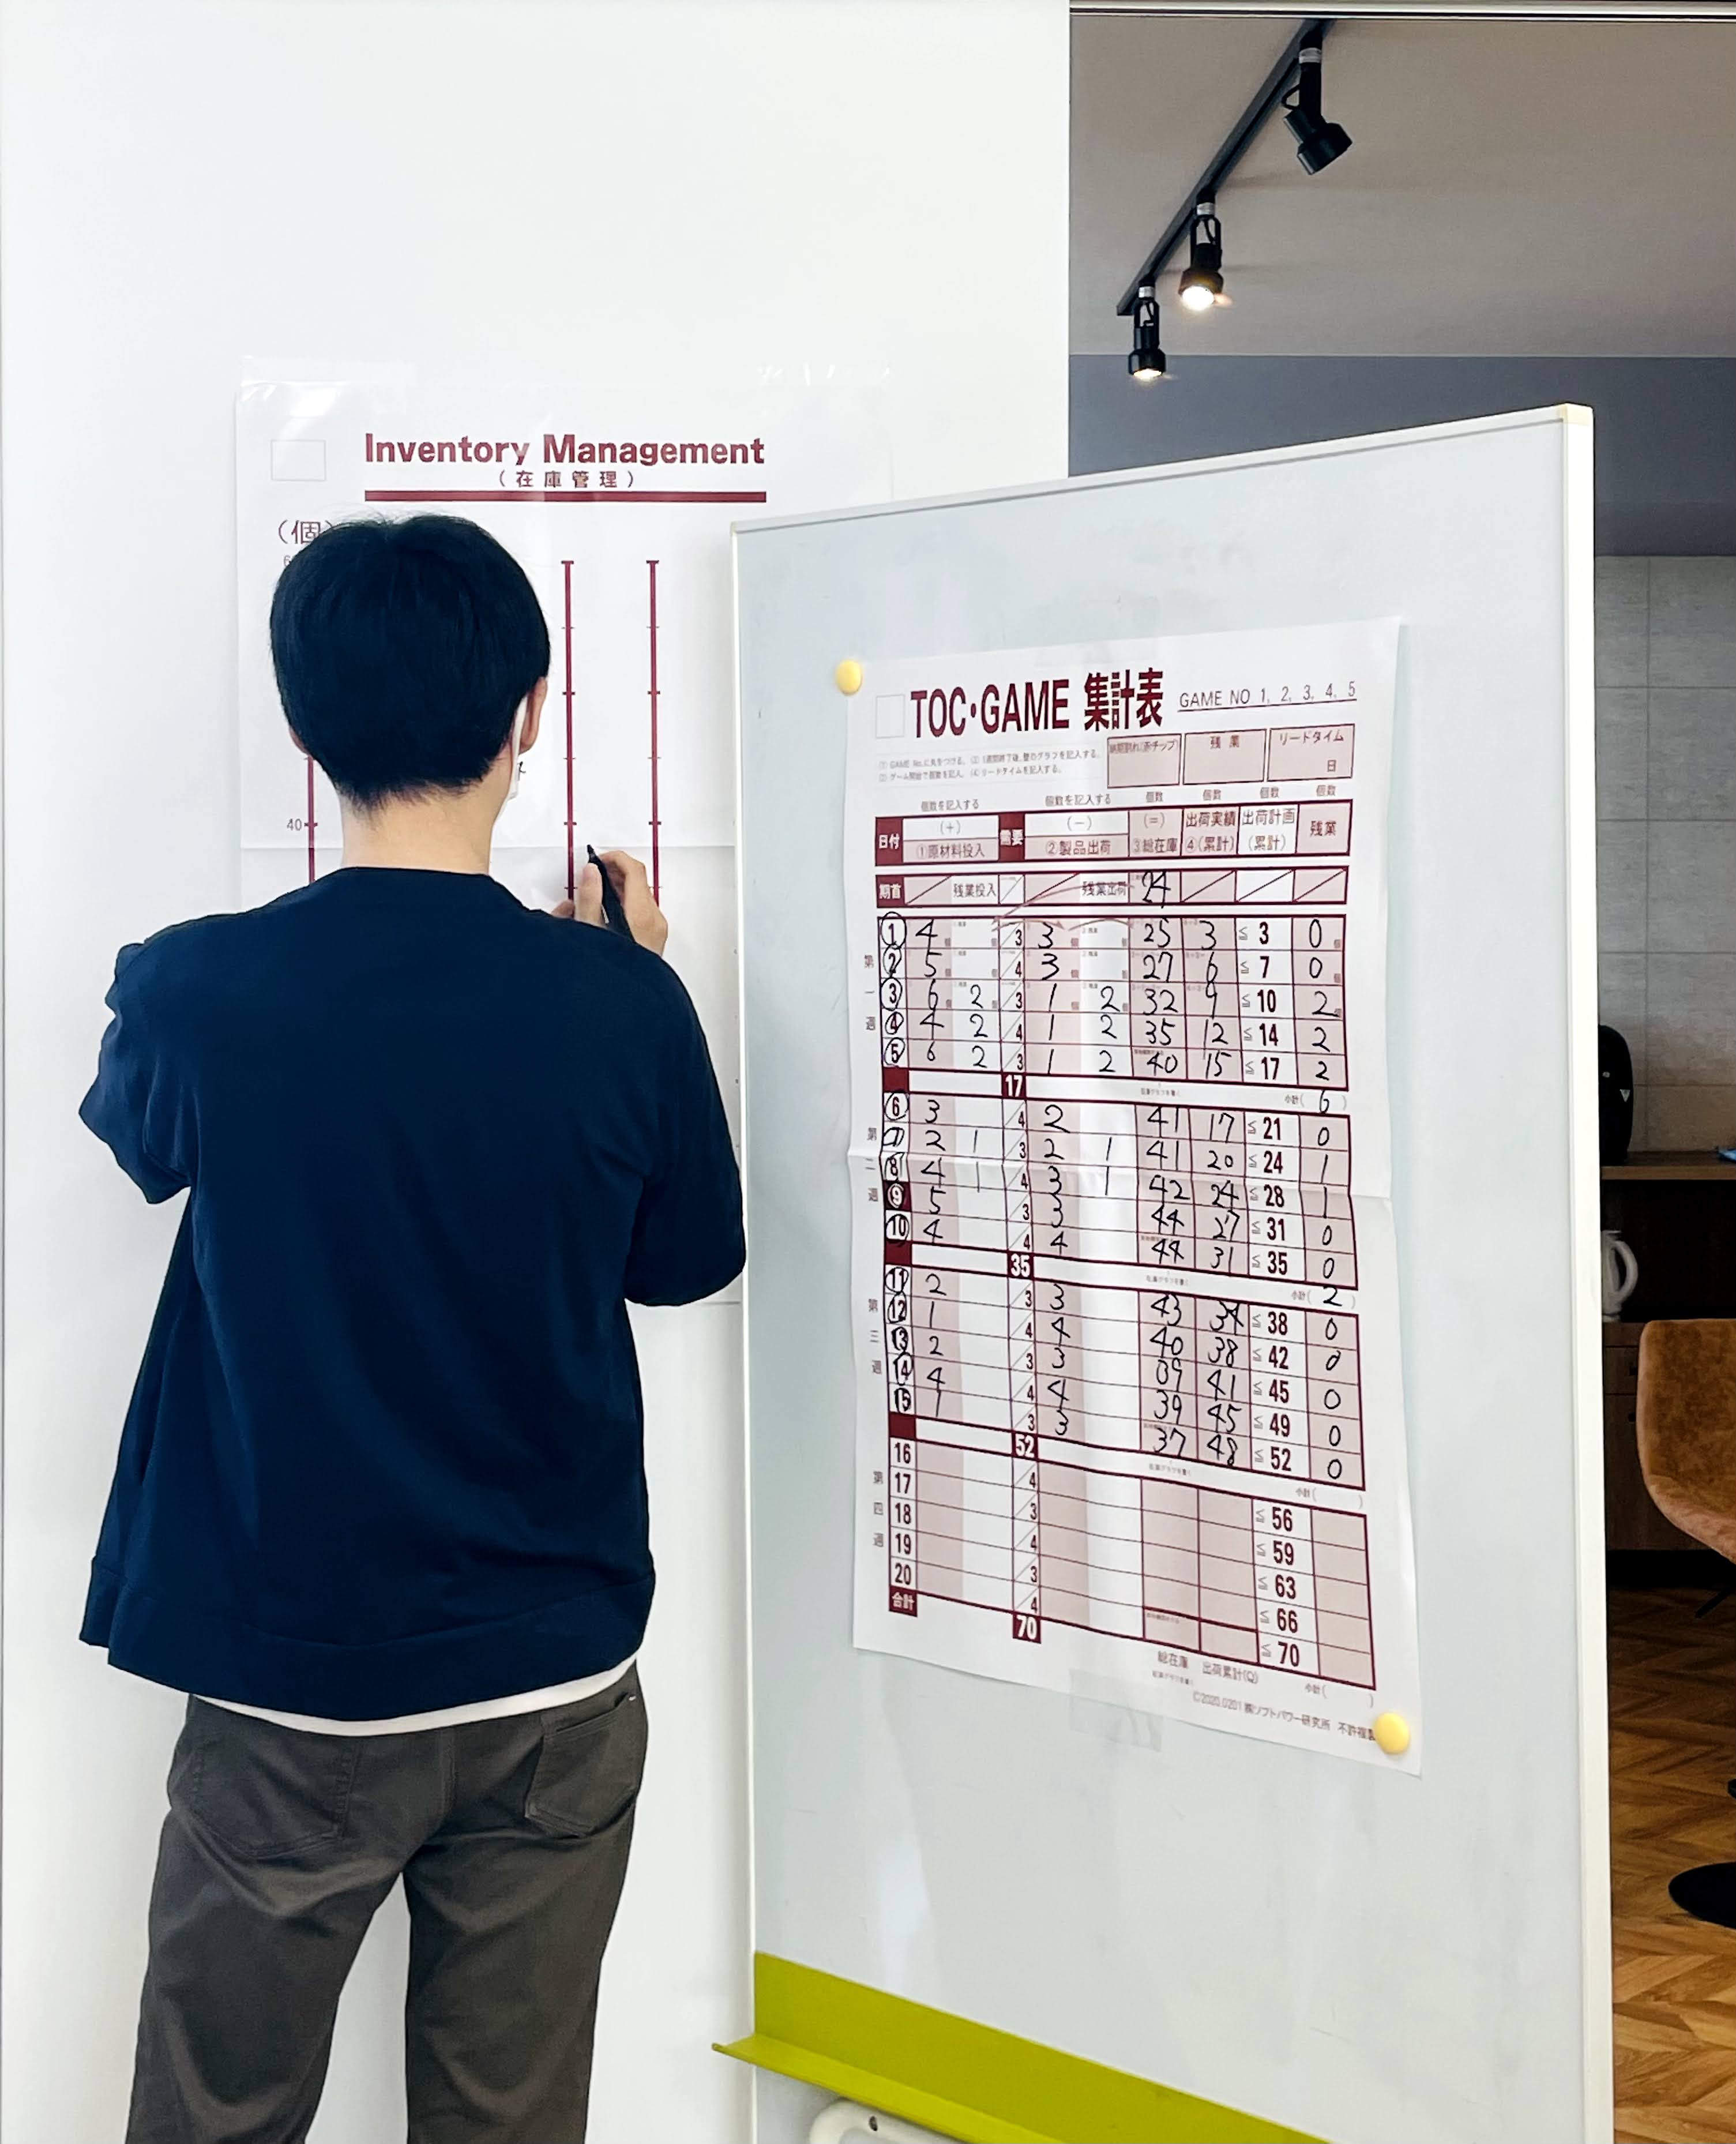 Inventory Management
(在庫管理)
(個)
40
TOC・GAME 集計表
GAME NO 1, 2, 3, 4, 5
残業
リードタイム
日
個数を記入する 個数を記入する 個数 個数 個数 個数
日付 (+) 需要 (−) (=) 出荷実績 出荷計画 残業
①原材料投入 ②製品出荷 ③総在庫 ④(累計) (累計)
期首 残業投入 残業出荷 24
第一週
1 4 3 3 25 3 ≦ 3 0
2 5 4 3 27 6 ≦ 7 0
3 6 2 3 1 2 32 9 ≦ 10 2
4 4 2 4 1 2 35 12 ≦ 14 2
5 6 2 3 1 2 40 15 ≦ 17 2
17 小計( 6 )
第二週
6 3 4 2 41 17 ≦ 21 0
7 2 1 3 2 1 41 20 ≦ 24 1
8 4 1 4 3 1 42 24 ≦ 28 1
9 5 3 3 44 27 ≦ 31 0
10 4 4 4 44 31 ≦ 35 0
35 小計( 2 )
第三週
11 2 3 3 43 34 ≦ 38 0
12 1 4 4 40 38 ≦ 42 0
13 2 3 3 39 41 ≦ 45 0
14 4 4 4 39 45 ≦ 49 0
15 1 3 3 37 48 ≦ 52 0
52 小計( )
第四週
16 4 ≦ 56
17 3 ≦ 59
18 4 ≦ 63
19 3 ≦ 66
20 4 ≦ 70
合計 70
総在庫 出荷累計(Q) 小計( )
©2020.0201 ㈱ソフトパワー研究所 不許複製